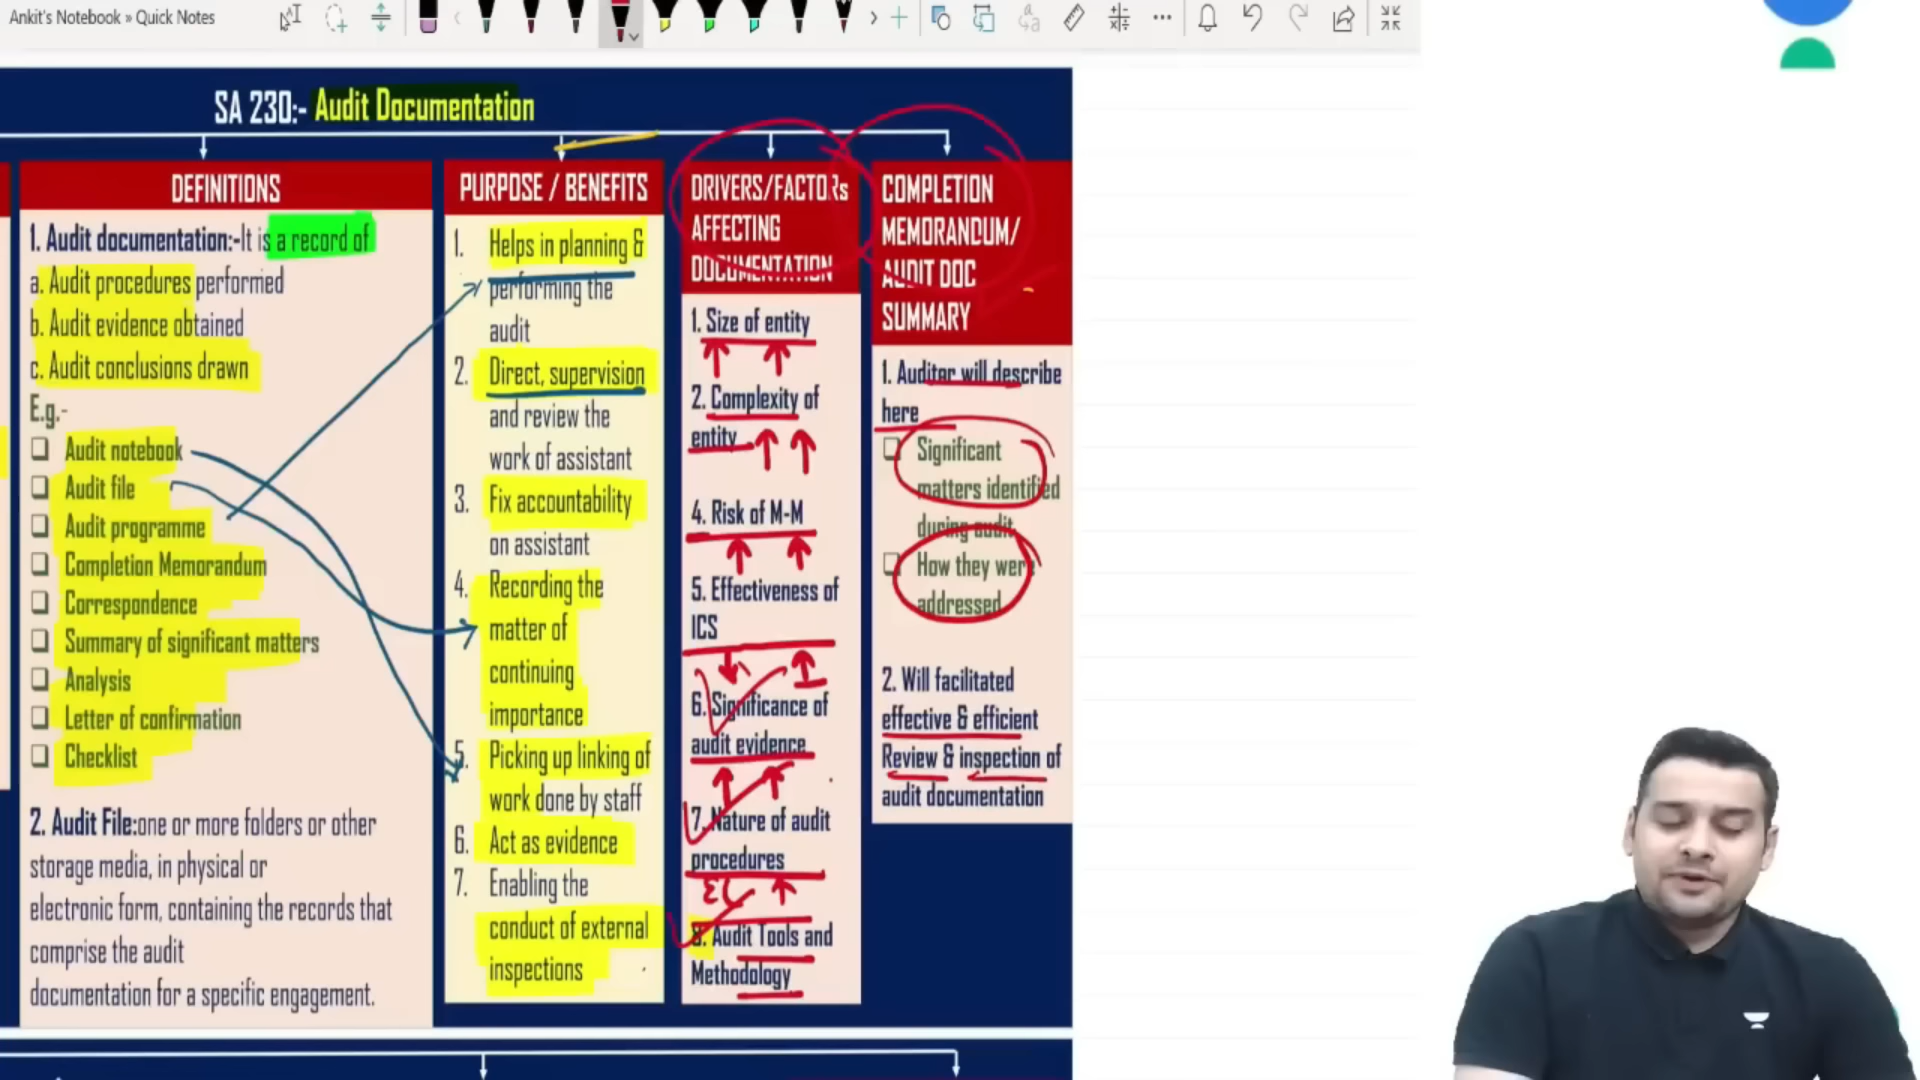 Ankit's Notebook » Quick Notes
SA 230:- Audit Documentation
DEFINITIONS
1. Audit documentation:-It is a record of
a. Audit procedures performed
b. Audit evidence obtained
c. Audit conclusions drawn
E.g.-
Audit notebook
Audit file
Audit programme
Completion Memorandum
Correspondence
Summary of significant matters
Analysis
Letter of confirmation
Checklist
2. Audit File:one or more folders or other
storage media, in physical or
electronic form, containing the records that
comprise the audit
documentation for a specific engagement.
PURPOSE / BENEFITS
1. Helps in planning &
performing the
audit
2. Direct, supervision
and review the
work of assistant
3. Fix accountability
on assistant
4. Recording the
matter of
continuing
importance
5. Picking up linking of
work done by staff
6. Act as evidence
7. Enabling the
conduct of external
inspections
DRIVERS/FACTORs
AFFECTING
DOCUMENTATION
1. Size of entity
2. Complexity of
entity
4. Risk of M-M
5. Effectiveness of
ICS
6. Significance of
audit evidence
7. Nature of audit
procedures
8. Audit Tools and
Methodology
COMPLETION
MEMORANDUM/
AUDIT DOC
SUMMARY
1. Auditor will describe
here
Significant
matters identified
during audit
How they were
addressed
2. Will facilitated
effective & efficient
Review & inspection of
audit documentation